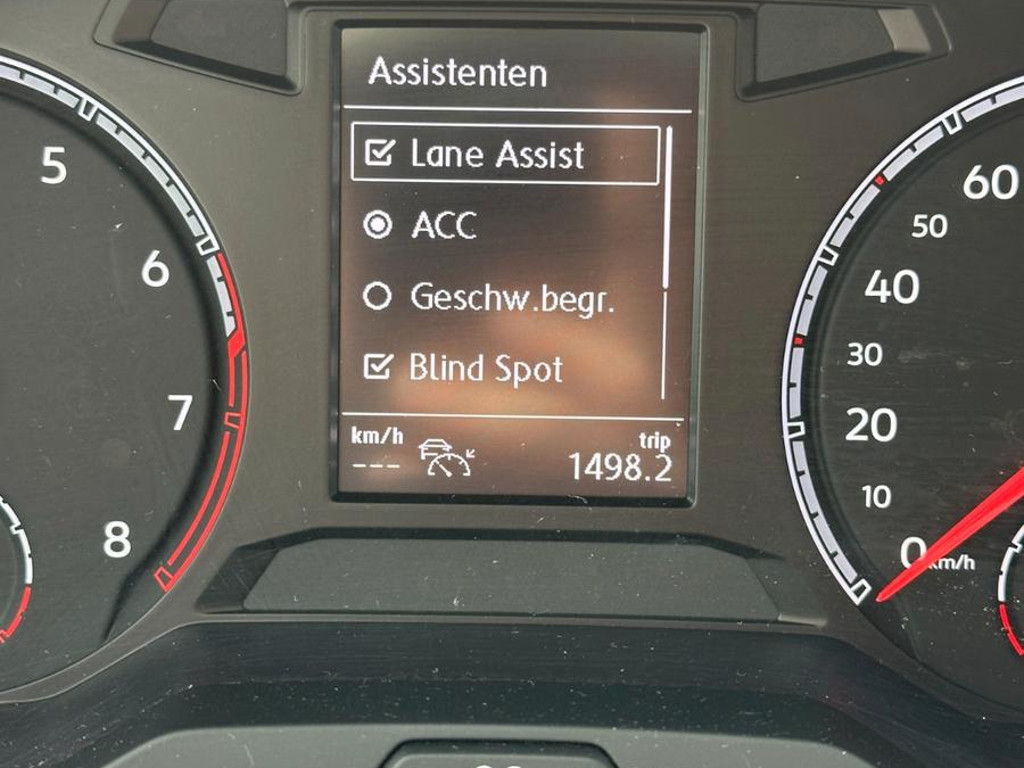 Assistenten
Lane Assist
ACC
Geschw.begr.
Blind Spot
km/h
---
trip
1498.2
5
6
7
8
60
50
40
30
20
10
0 km/h